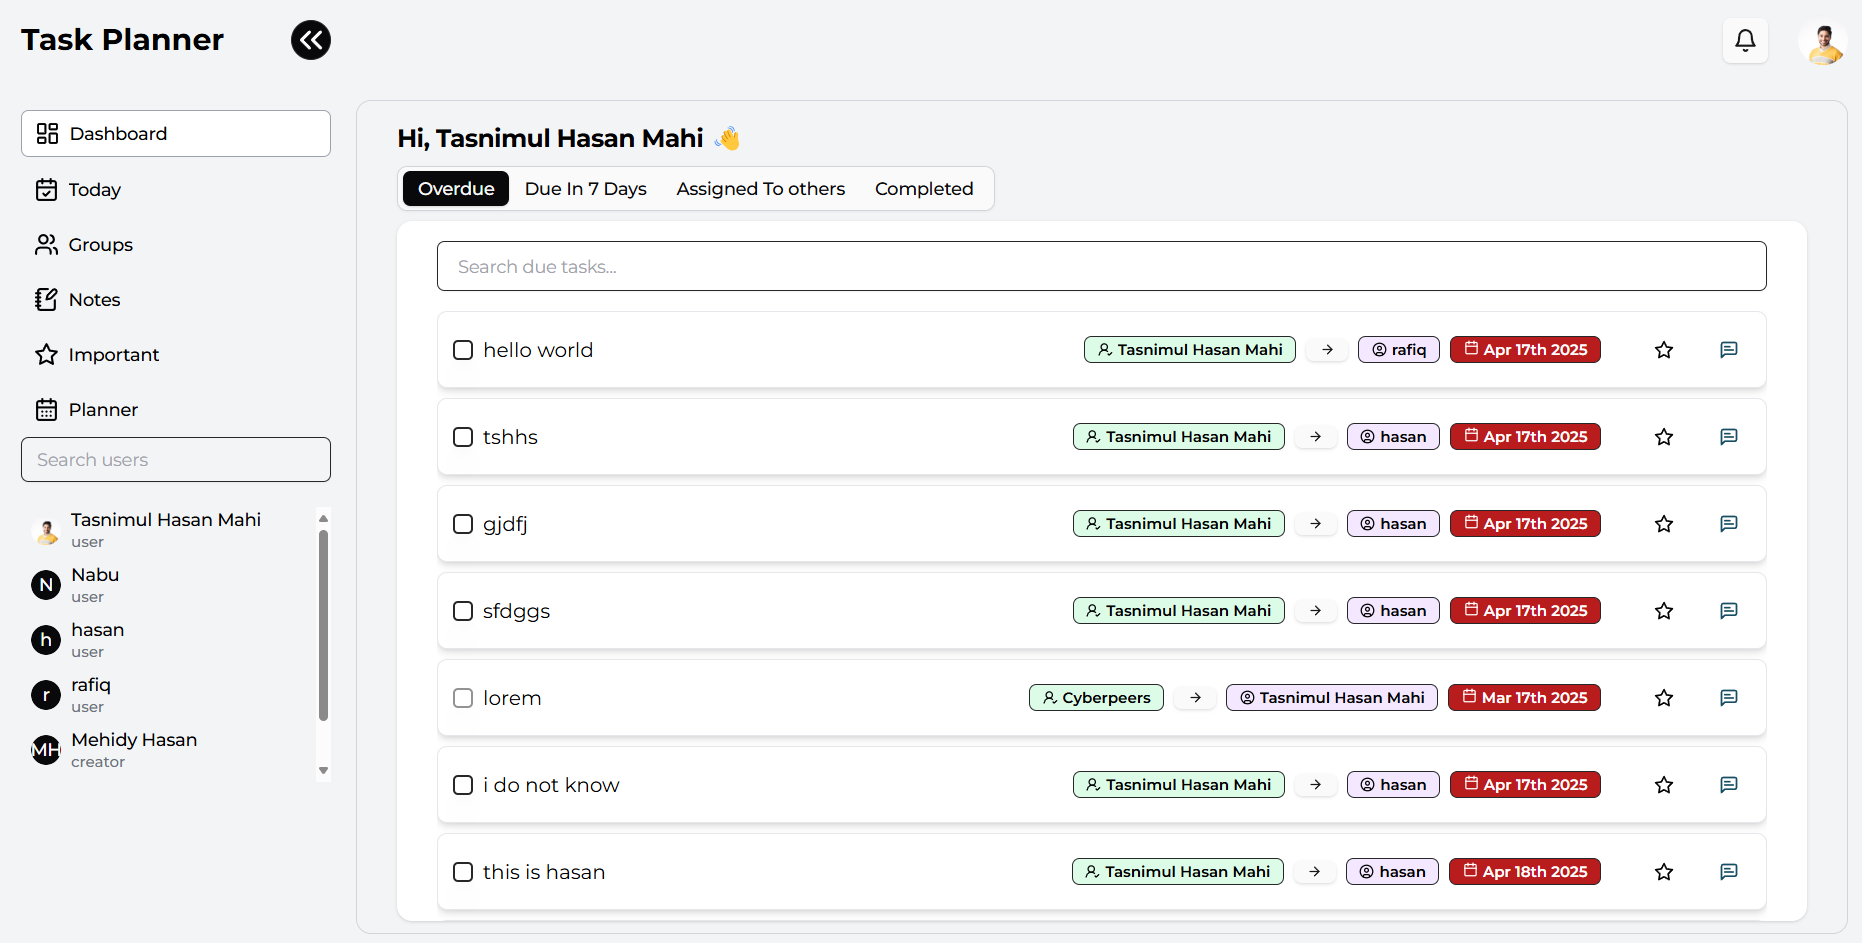 Task Planner
Dashboard
Today
Groups
Notes
Important
Planner
Search users
Tasnimul Hasan Mahi
user
N
Nabu
user
h
hasan
user
r
rafiq
user
MH
Mehidy Hasan
creator
Hi, Tasnimul Hasan Mahi 👋
Overdue Due In 7 Days Assigned To others Completed
Search due tasks...
hello world Tasnimul Hasan Mahi → rafiq Apr 17th 2025
tshhs Tasnimul Hasan Mahi → hasan Apr 17th 2025
gjdfj Tasnimul Hasan Mahi → hasan Apr 17th 2025
sfdggs Tasnimul Hasan Mahi → hasan Apr 17th 2025
lorem Cyberpeers → Tasnimul Hasan Mahi Mar 17th 2025
i do not know Tasnimul Hasan Mahi → hasan Apr 17th 2025
this is hasan Tasnimul Hasan Mahi → hasan Apr 18th 2025